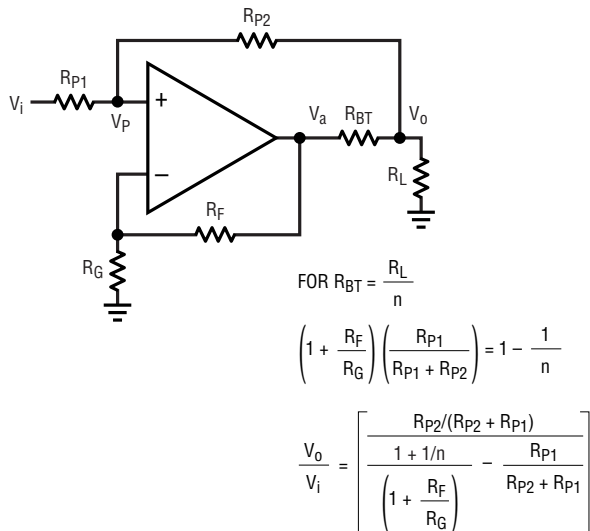 RP2
RP1
Vi
VP
+
–
Va
RBT
Vo
RL
RF
RG
FOR RBT = RL/n
(1 + RF/RG) (RP1/(RP1 + RP2)) = 1 – 1/n
Vo/Vi = [ (RP2/(RP2 + RP1)) / ((1 + 1/n)/(1 + RF/RG)) – RP1/(RP2 + RP1) ]